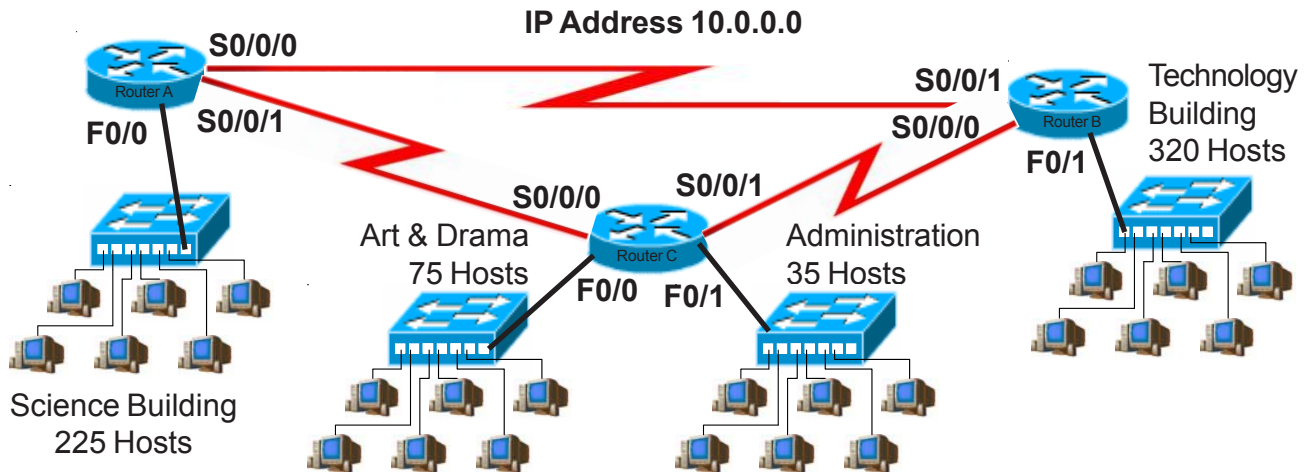 IP Address 10.0.0.0
S0/0/0
Router A
S0/0/1
F0/0
S0/0/1
Router B
S0/0/0
F0/1
Technology
Building
320 Hosts
S0/0/0
S0/0/1
Router C
F0/0
F0/1
Art & Drama
75 Hosts
Administration
35 Hosts
Science Building
225 Hosts